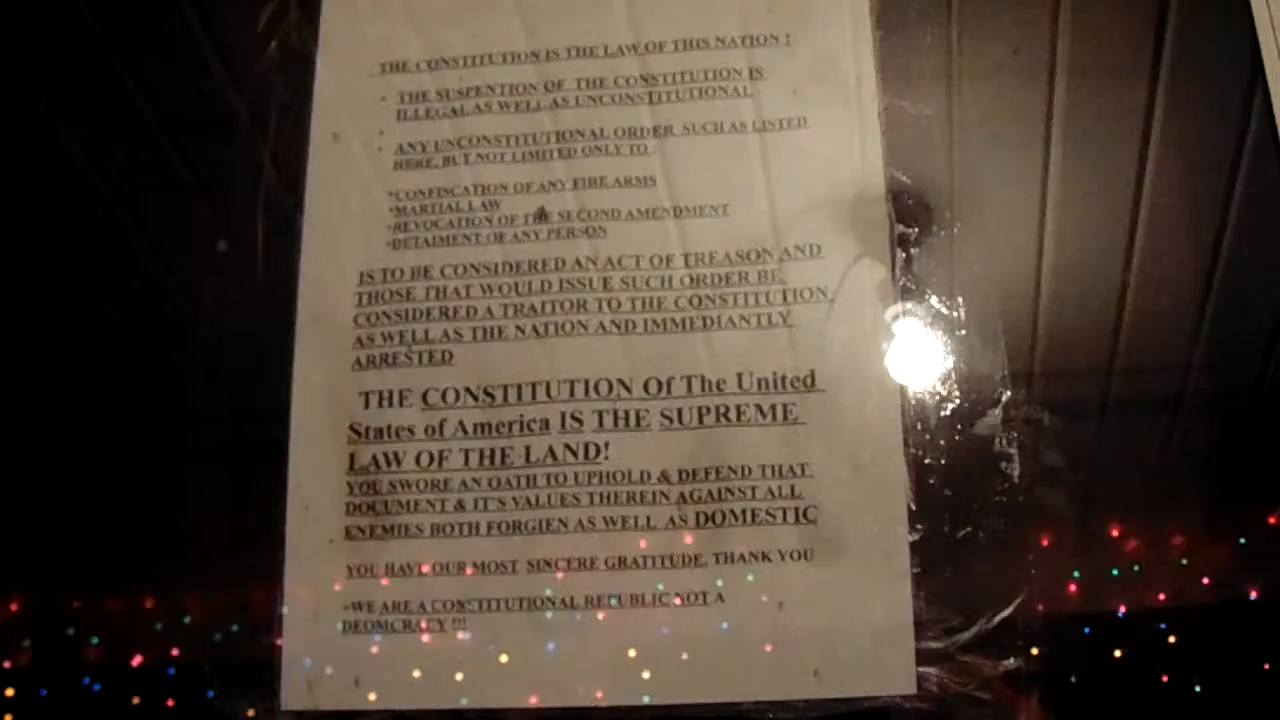 THE CONSTITUTION IS THE LAW OF THIS NATION !
• THE SUSPENTION OF THE CONSTITUTION IS
ILLEGAL AS WELL AS UNCONSTITUTIONAL
•
• ANY UNCONSTITUTIONAL ORDER SUCH AS LISTED
HERE, BUT NOT LIMITED ONLY TO
*CONFISCATION OF ANY FIRE ARMS
*MARTIAL LAW
*REVOCATION OF THE SECOND AMENDMENT
*DETAIMENT OF ANY PERSON
IS TO BE CONSIDERED AN ACT OF TREASON AND
THOSE THAT WOULD ISSUE SUCH ORDER BE
CONSIDERED A TRAITOR TO THE CONSTITUTION
AS WELL AS THE NATION AND IMMEDIANTLY
ARRESTED
THE CONSTITUTION Of The United
States of America IS THE SUPREME
LAW OF THE LAND!
YOU SWORE AN OATH TO UPHOLD & DEFEND THAT
DOCUMENT & IT'S VALUES THEREIN AGAINST ALL
ENEMIES BOTH FORGIEN AS WELL AS DOMESTIC
YOU HAVE OUR MOST SINCERE GRATITUDE, THANK YOU
*WE ARE A CONSTITUTIONAL REPUBLIC NOT A
DEOMCRACY !!!